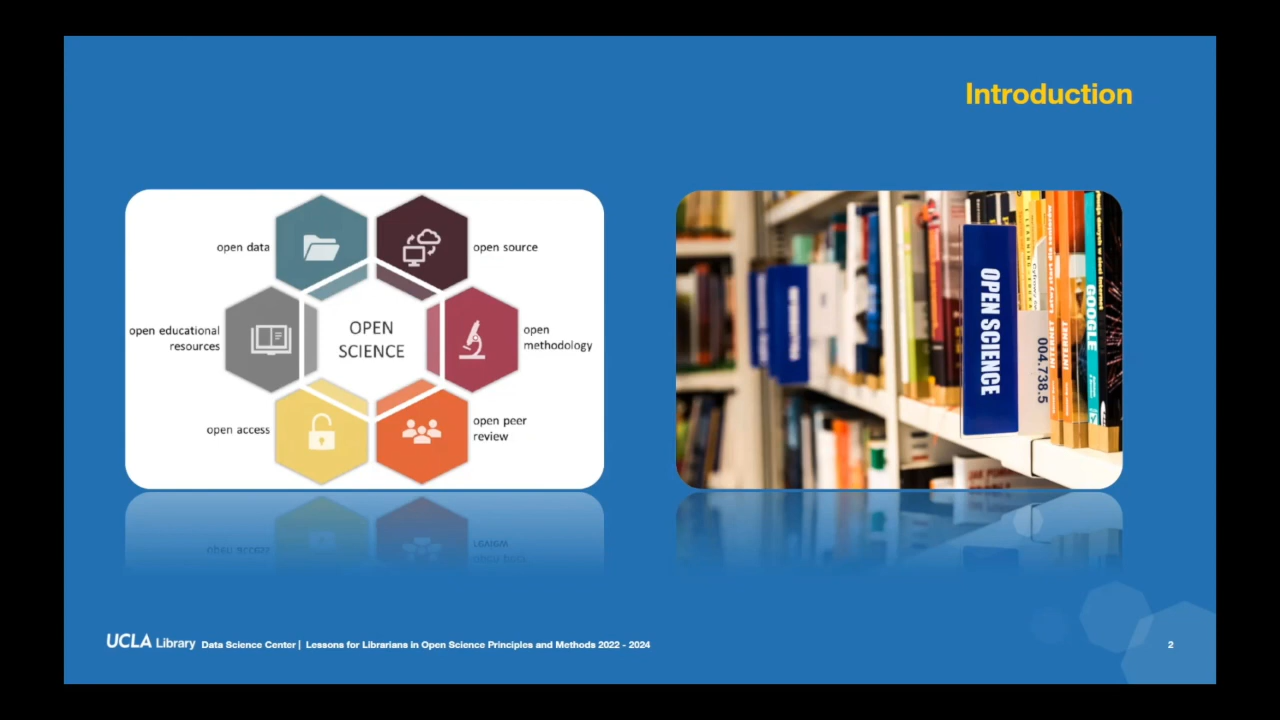 Introduction
open data
open source
open educational
resources
OPEN
SCIENCE
open
methodology
open access
open peer
review
OPEN SCIENCE
004.738.5
INTERNET
INTERNET
GOOGLE
UCLA Library Data Science Center | Lessons for Librarians in Open Science Principles and Methods 2022 - 2024
2